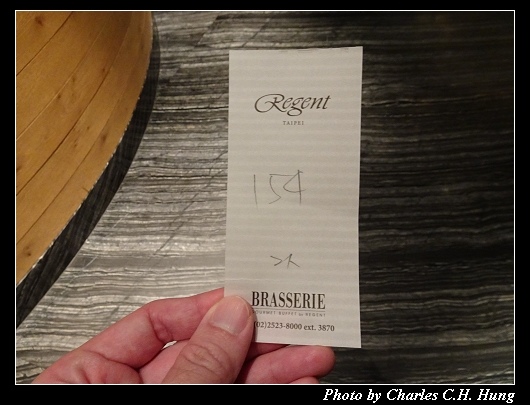 Regent
TAIPEI
154
2人
BRASSERIE
GOURMET BUFFET by REGENT
(02)2523-8000 ext. 3870
Photo by Charles C.H. Hung